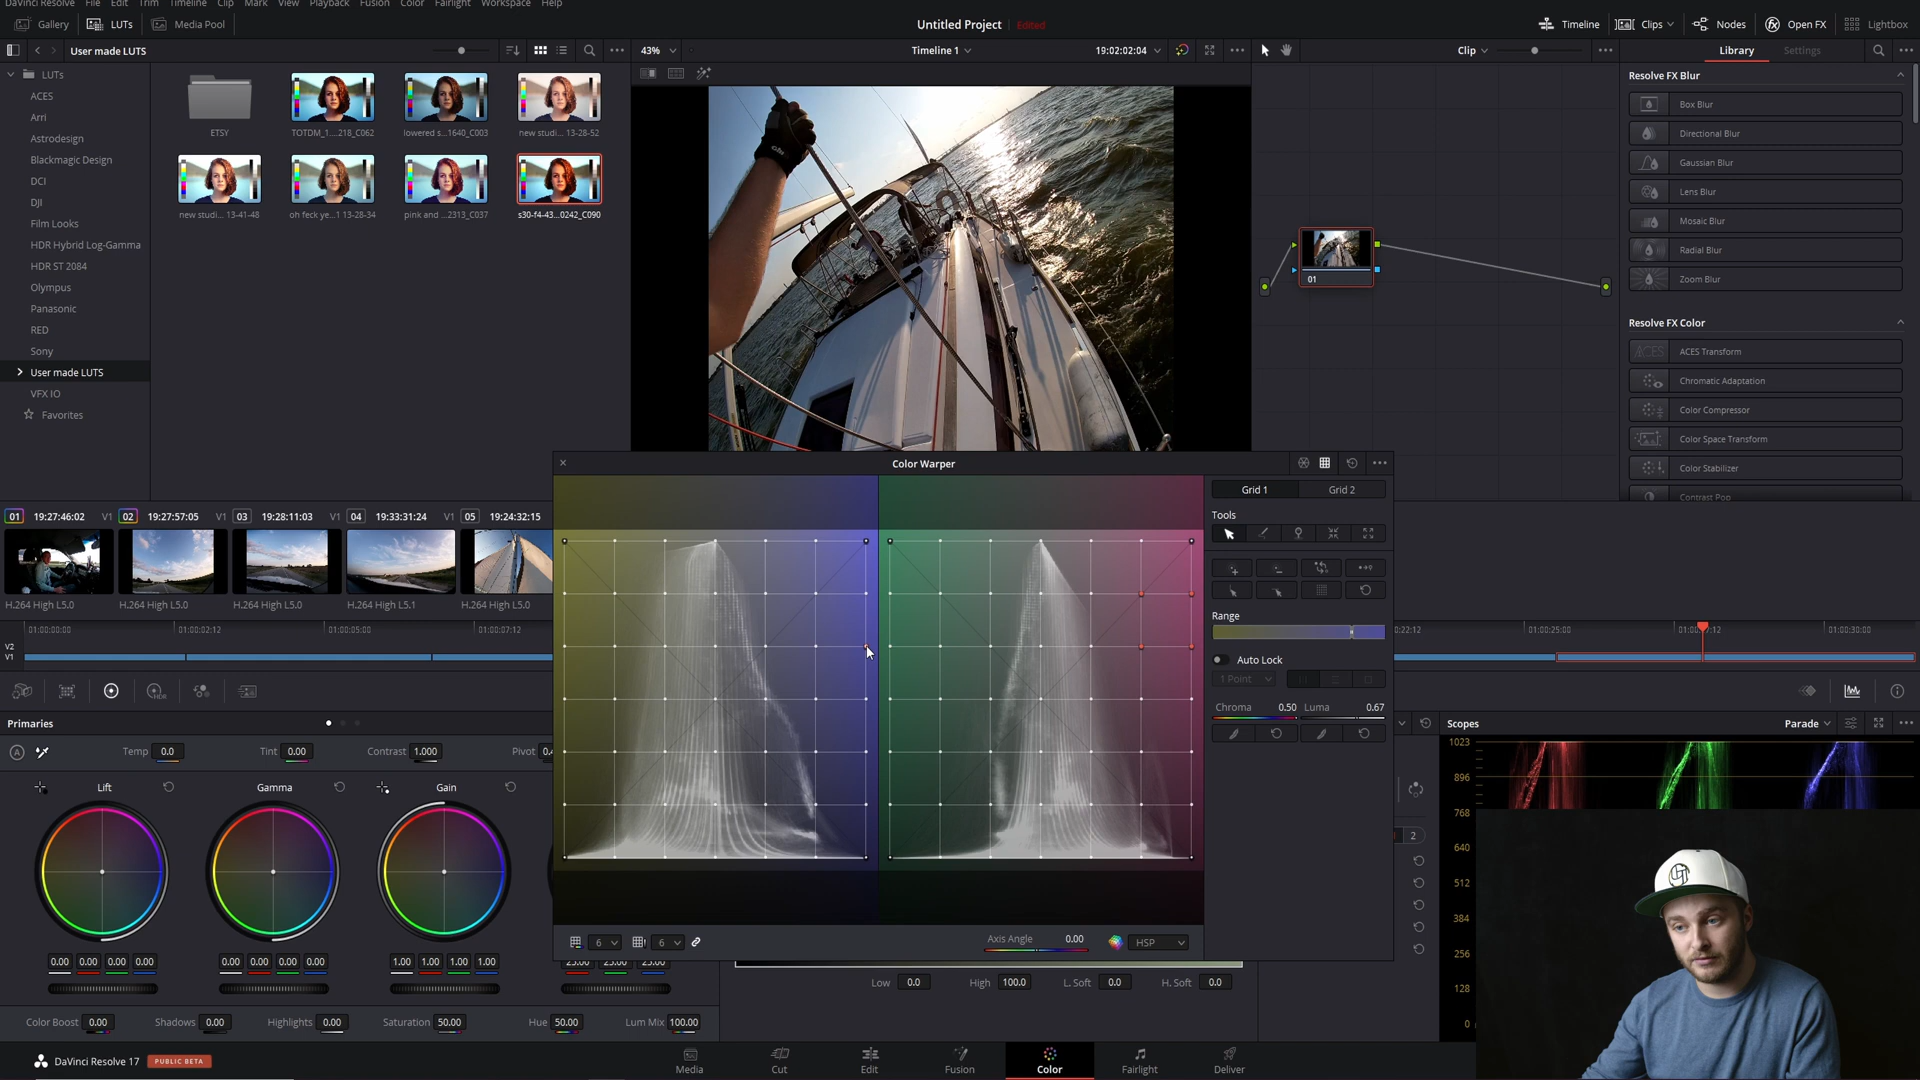 DaVinci Resolve File Edit Trim Timeline Clip Mark View Playback Fusion Color Fairlight Workspace Help
Gallery LUTs Media Pool Untitled Project Edited Timeline Clips Nodes Open FX Lightbox
User made LUTS 43% Timeline 1 19:02:02:04 Clip Library Settings
LUTs
ACES
Arri
Astrodesign
Blackmagic Design
DCI
DJI
Film Looks
HDR Hybrid Log-Gamma
HDR ST 2084
Olympus
Panasonic
RED
Sony
User made LUTS
VFX IO
Favorites
ETSY TOTDM_1....218_C062 lowered s...1640_C003 new studi... 13-28-52
new studi... 13-41-48 oh feck ye...1 13-28-34 pink and ...2313_C037 s30-f4-43...0242_C090
01
Resolve FX Blur
Box Blur
Directional Blur
Gaussian Blur
Lens Blur
Mosaic Blur
Radial Blur
Zoom Blur
Resolve FX Color
ACES Transform
Chromatic Adaptation
Color Compressor
Color Space Transform
Color Stabilizer
Contrast Pop
01 19:27:46:02 V1 02 19:27:57:05 V1 03 19:28:11:03 V1 04 19:33:31:24 V1 05 19:24:32:15
H.264 High L5.0 H.264 High L5.0 H.264 High L5.0 H.264 High L5.1 H.264 High L5.0
01:00:00:00 01:00:02:12 01:00:05:00 01:00:07:12 22:12 01:00:25:00 01:00:30:00
V2
V1
Color Warper
Grid 1 Grid 2
Tools
Range
Auto Lock
1 Point
Chroma 0.50 Luma 0.67
6 6 Axis Angle 0.00 HSP
Primaries
Temp 0.0 Tint 0.00 Contrast 1.000 Pivot
Lift Gamma Gain
0.00 0.00 0.00 0.00 0.00 0.00 0.00 0.00 1.00 1.00 1.00 1.00 25.00 25.00 25.00
Color Boost 0.00 Shadows 0.00 Highlights 0.00 Saturation 50.00 Hue 50.00 Lum Mix 100.00
Low 0.0 High 100.0 L. Soft 0.0 H. Soft 0.0
2
Scopes Parade
1023
896
768
640
512
384
256
128
0
DaVinci Resolve 17 PUBLIC BETA
Media Cut Edit Fusion Color Fairlight Deliver